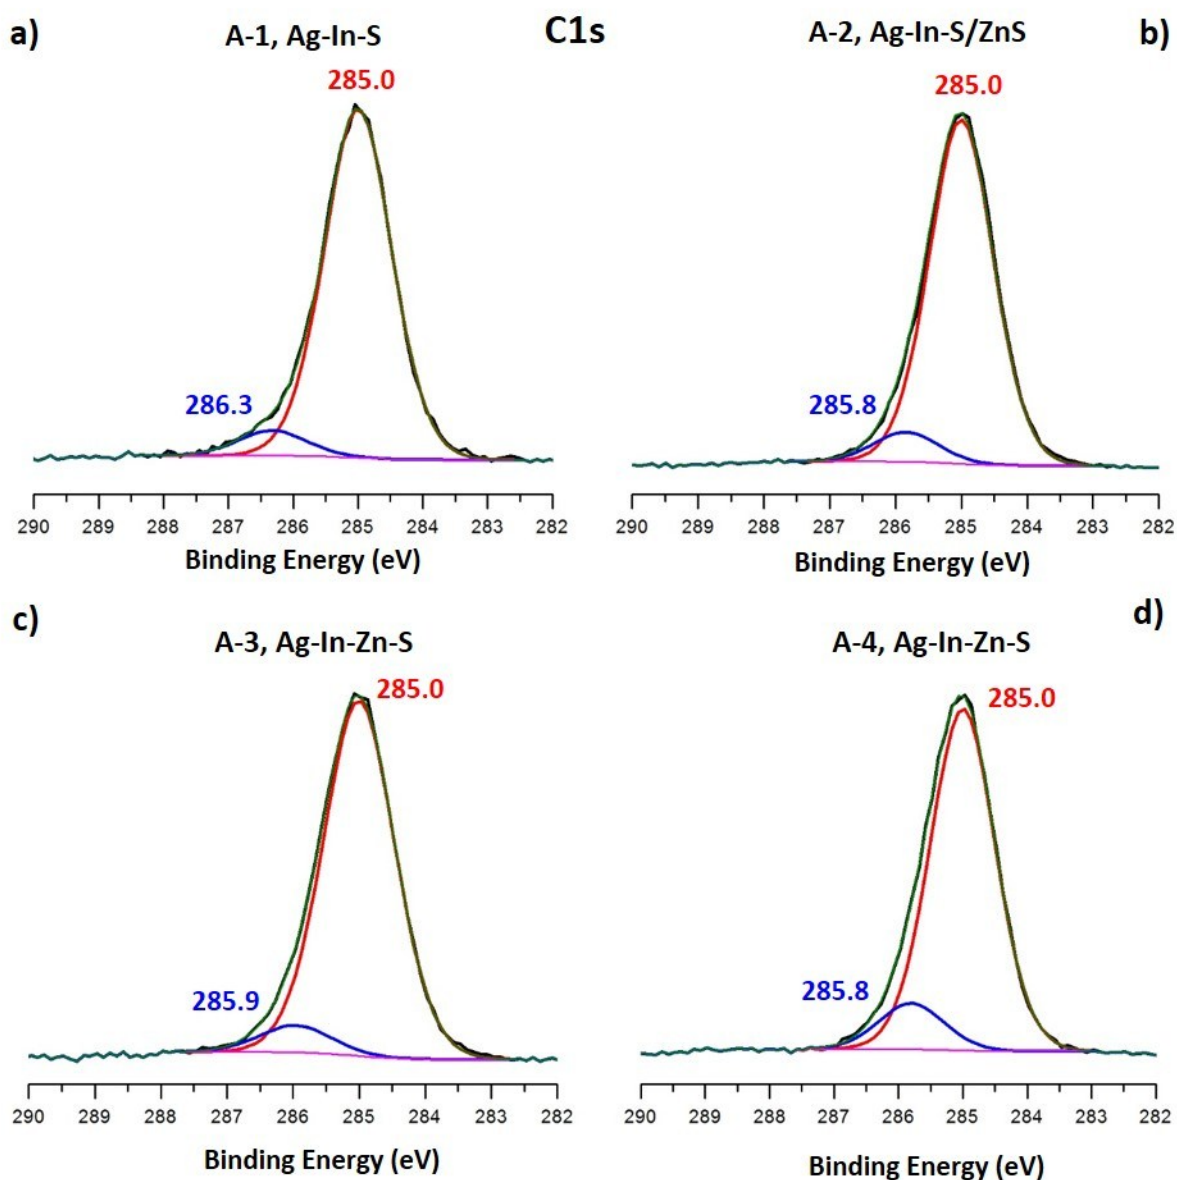 a)
A-1, Ag-In-S
C1s
A-2, Ag-In-S/ZnS
b)
285.0
285.0
286.3
285.8
290 289 288 287 286 285 284 283 282
290 289 288 287 286 285 284 283 282
Binding Energy (eV)
Binding Energy (eV)
c)
A-3, Ag-In-Zn-S
A-4, Ag-In-Zn-S
d)
285.0
285.0
285.9
285.8
290 289 288 287 286 285 284 283 282
290 289 288 287 286 285 284 283 282
Binding Energy (eV)
Binding Energy (eV)